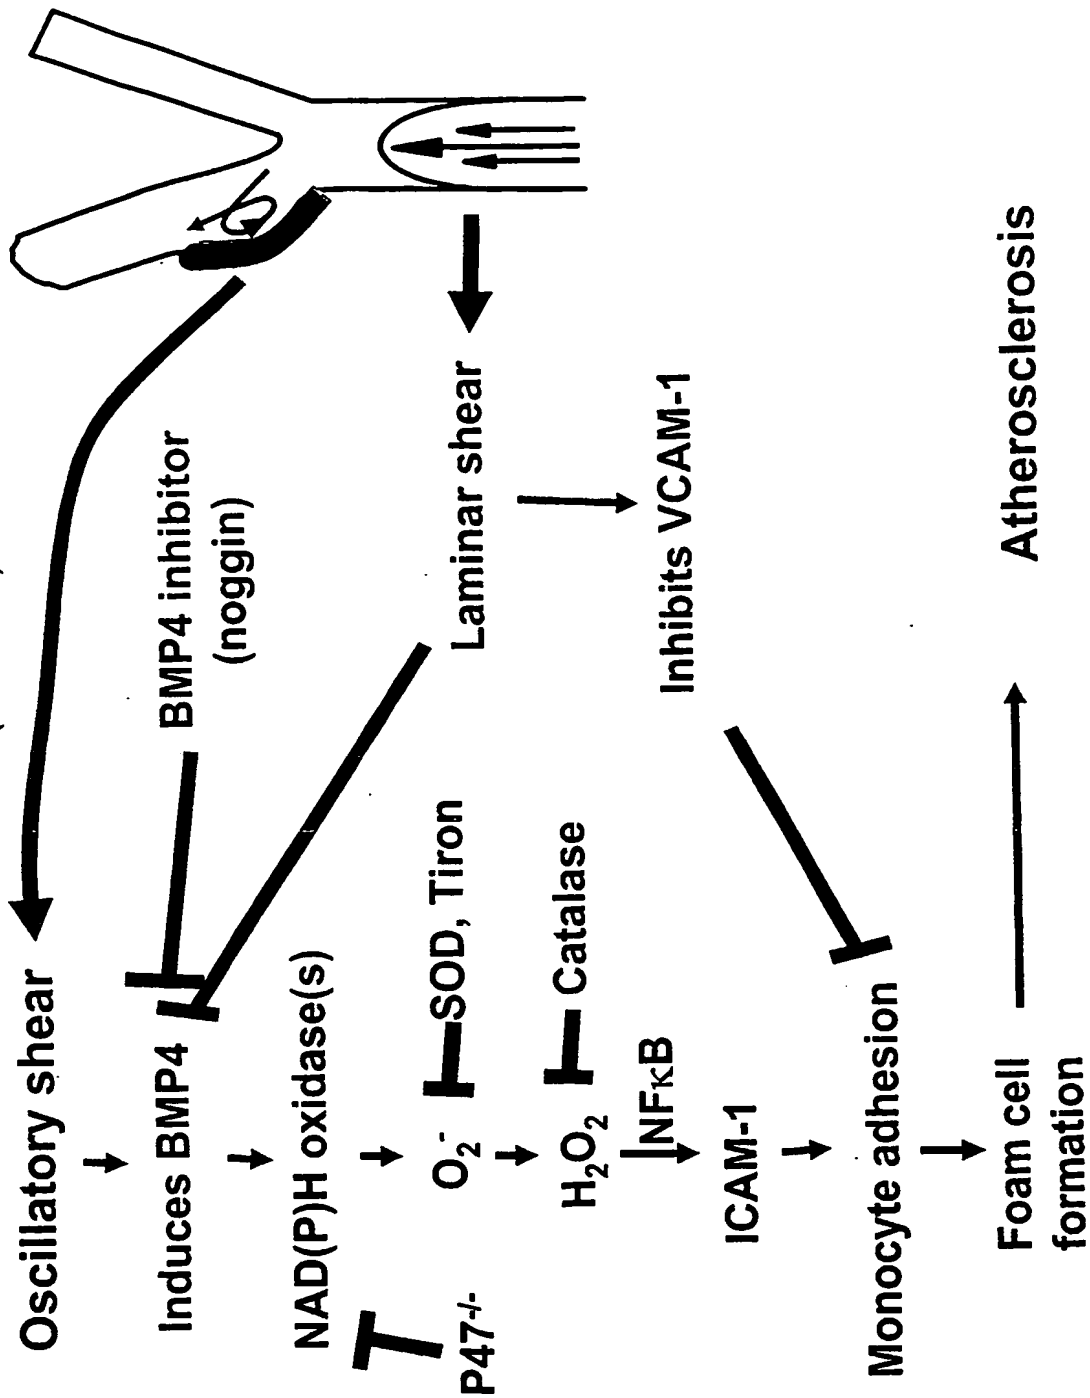 Oscillatory shear
Induces BMP4
BMP4 inhibitor
(noggin)
NAD(P)H oxidase(s)
P47-/-
O2-
SOD, Tiron
Laminar shear
H2O2
Catalase
NFκB
Inhibits VCAM-1
ICAM-1
Monocyte adhesion
Foam cell
formation
Atherosclerosis